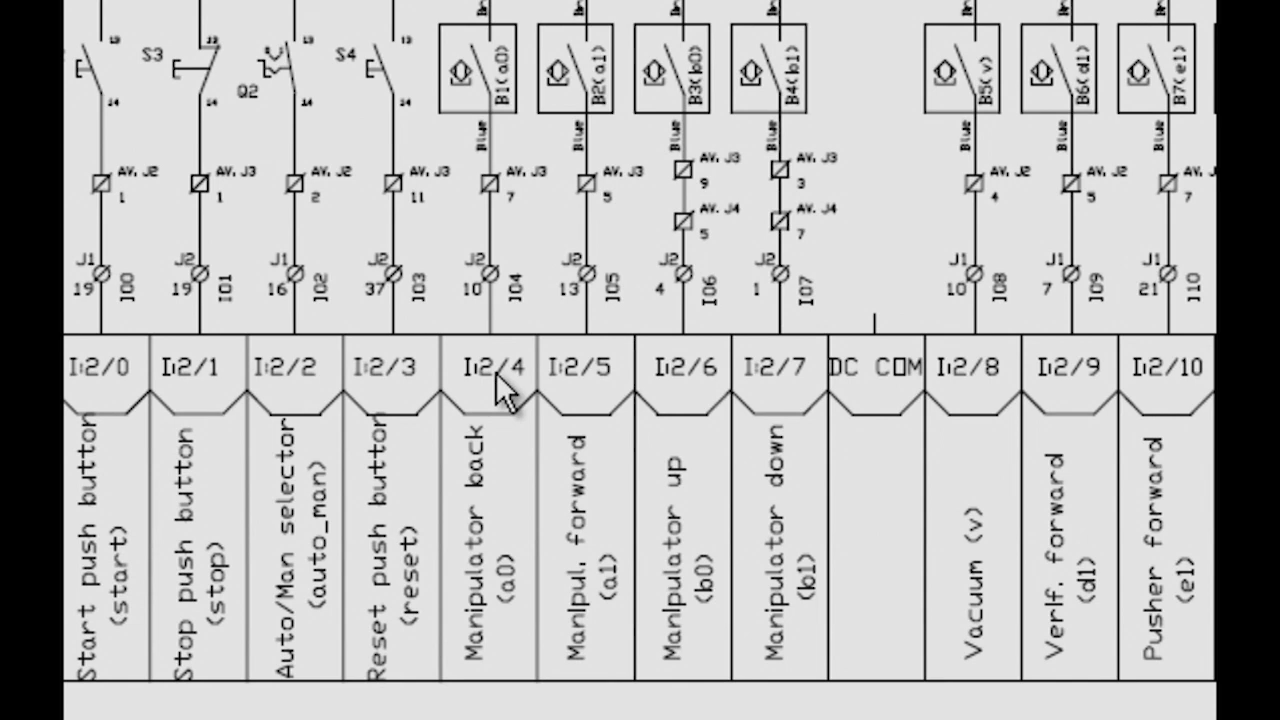 13 13 13 13
S3 S4
Q2
14 14 14 14
B1(a0) B2(a1) B3(b0) B4(b1) B5(v) B6(d1) B7(e1)
Blue Blue Blue Blue Blue Blue Blue
AV. J3 AV. J3
9 3
AV. J2 AV. J3 AV. J2 AV. J3 AV. J3 AV. J3 AV. J2 AV. J2
1 1 2 11 7 5 4 5 7
AV. J4 AV. J4
5 7
J1 J2 J1 J2 J2 J2 J2 J2 J1 J1 J1
19 19 16 37 10 13 4 1 10 7 21
I00 I01 I02 I03 I04 I05 I06 I07 I08 I09 I10
I:2/0 I:2/1 I:2/2 I:2/3 I:2/4 I:2/5 I:2/6 I:2/7 DC COM I:2/8 I:2/9 I:2/10
Start push button
(start)
Stop push button
(stop)
Auto/Man selector
(auto_man)
Reset push button
(reset)
Manipulator back
(a0)
Manipul. forward
(a1)
Manipulator up
(b0)
Manipulator down
(b1)
Vacuum (v)
Verif. forward
(d1)
Pusher forward
(e1)